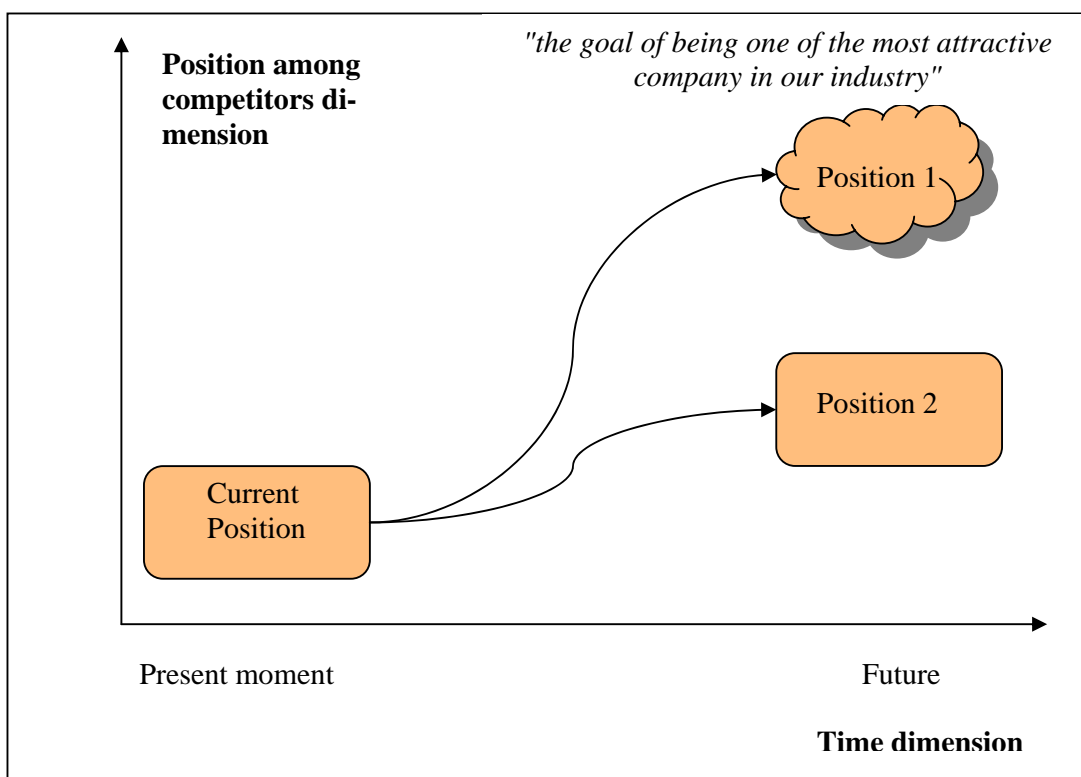 "the goal of being one of the most attractive
company in our industry"
Position among
competitors di-
mension
Position 1
Position 2
Current
Position
Present moment
Future
Time dimension